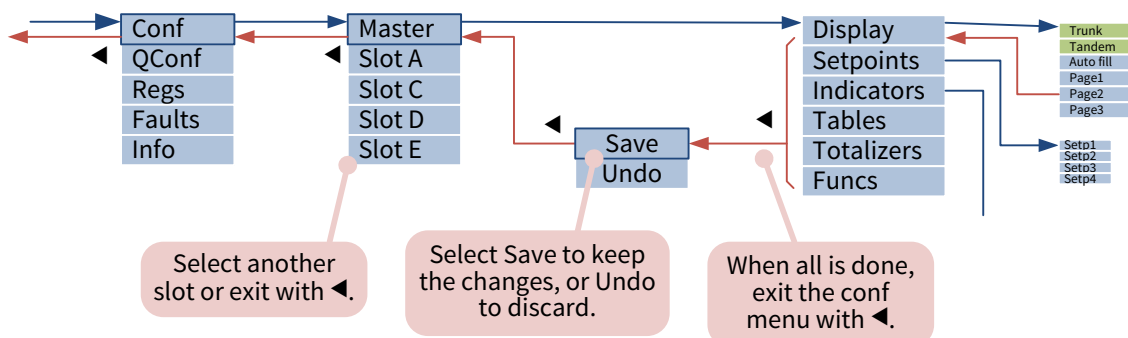 Conf
QConf
Regs
Faults
Info
Master
Slot A
Slot C
Slot D
Slot E
Save
Undo
Display
Setpoints
Indicators
Tables
Totalizers
Funcs
Trunk
Tandem
Auto fill
Page1
Page2
Page3
Setp1
Setp2
Setp3
Setp4
Select another
slot or exit with ◀.
Select Save to keep
the changes, or Undo
to discard.
When all is done,
exit the conf
menu with ◀.